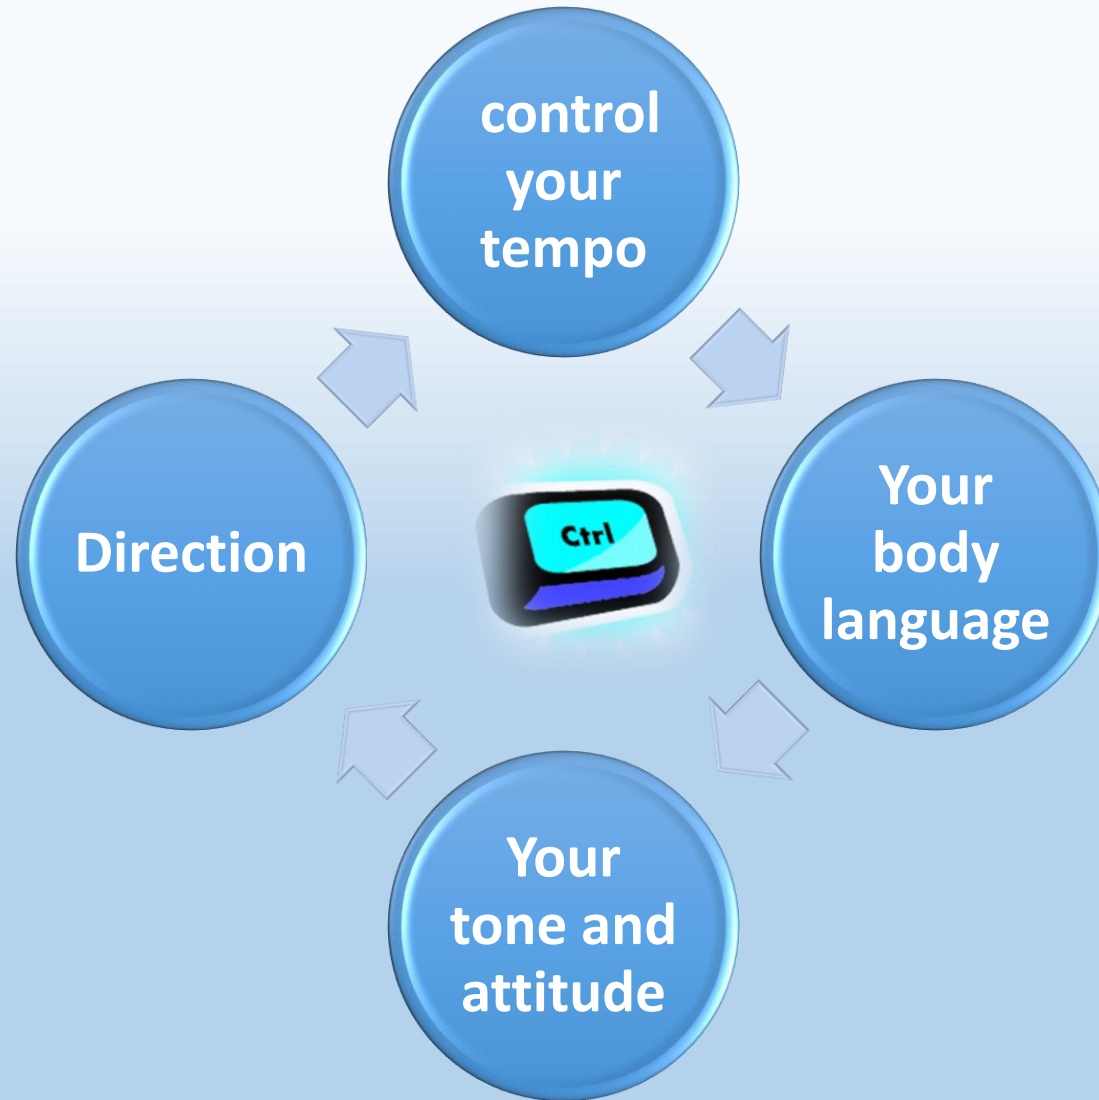 control
your
tempo
Your
body
language
Your
tone and
attitude
Direction
Ctrl